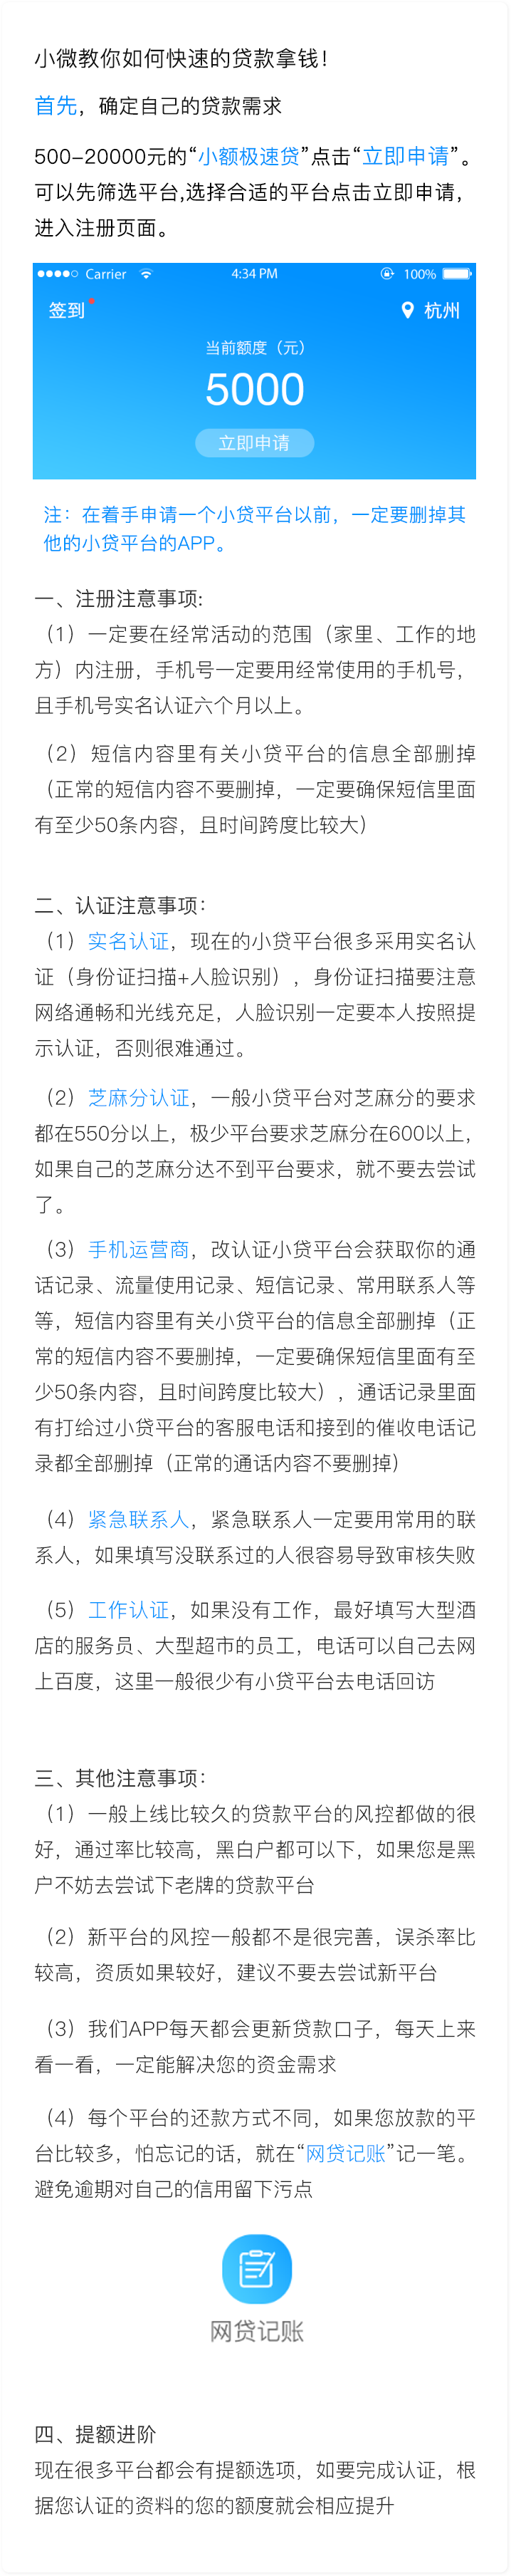 小微教你如何快速的贷款拿钱！
首先，确定自己的贷款需求
500-20000元的“小额极速贷”点击“立即申请”。
可以先筛选平台,选择合适的平台点击立即申请，
进入注册页面。
Carrier 4:34 PM 100%
签到 杭州
当前额度（元）
5000
立即申请
注：在着手申请一个小贷平台以前，一定要删掉其
他的小贷平台的APP。
一、注册注意事项:
（1）一定要在经常活动的范围（家里、工作的地
方）内注册，手机号一定要用经常使用的手机号，
且手机号实名认证六个月以上。
（2）短信内容里有关小贷平台的信息全部删掉
（正常的短信内容不要删掉，一定要确保短信里面
有至少50条内容，且时间跨度比较大）
二、认证注意事项：
（1）实名认证，现在的小贷平台很多采用实名认
证（身份证扫描+人脸识别），身份证扫描要注意
网络通畅和光线充足，人脸识别一定要本人按照提
示认证，否则很难通过。
（2）芝麻分认证，一般小贷平台对芝麻分的要求
都在550分以上，极少平台要求芝麻分在600以上，
如果自己的芝麻分达不到平台要求，就不要去尝试
了。
（3）手机运营商，改认证小贷平台会获取你的通
话记录、流量使用记录、短信记录、常用联系人等
等，短信内容里有关小贷平台的信息全部删掉（正
常的短信内容不要删掉，一定要确保短信里面有至
少50条内容，且时间跨度比较大），通话记录里面
有打给过小贷平台的客服电话和接到的催收电话记
录都全部删掉（正常的通话内容不要删掉）
（4）紧急联系人，紧急联系人一定要用常用的联
系人，如果填写没联系过的人很容易导致审核失败
（5）工作认证，如果没有工作，最好填写大型酒
店的服务员、大型超市的员工，电话可以自己去网
上百度，这里一般很少有小贷平台去电话回访
三、其他注意事项：
（1）一般上线比较久的贷款平台的风控都做的很
好，通过率比较高，黑白户都可以下，如果您是黑
户不妨去尝试下老牌的贷款平台
（2）新平台的风控一般都不是很完善，误杀率比
较高，资质如果较好，建议不要去尝试新平台
（3）我们APP每天都会更新贷款口子，每天上来
看一看，一定能解决您的资金需求
（4）每个平台的还款方式不同，如果您放款的平
台比较多，怕忘记的话，就在“网贷记账”记一笔。
避免逾期对自己的信用留下污点
网贷记账
四、提额进阶
现在很多平台都会有提额选项，如要完成认证，根
据您认证的资料的您的额度就会相应提升